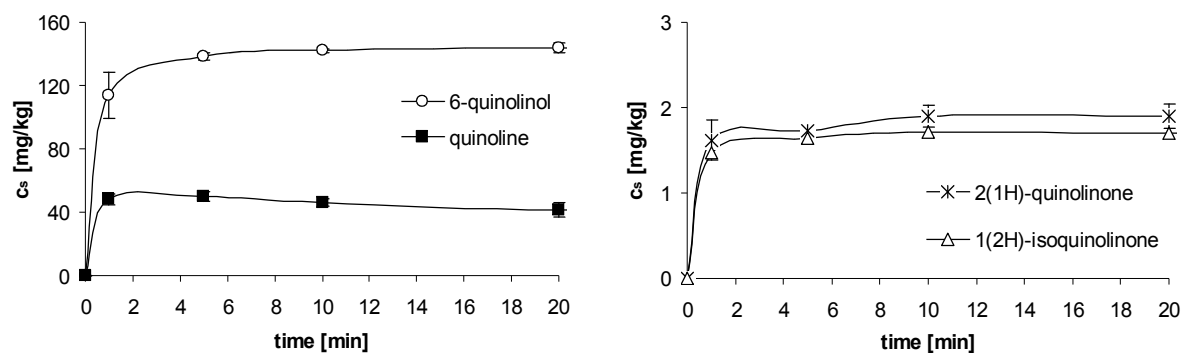 160
120
80
40
0
cs [mg/kg]
6-quinolinol
quinoline
0 2 4 6 8 10 12 14 16 18 20
time [min]
3
2
1
0
cs [mg/kg]
2(1H)-quinolinone
1(2H)-isoquinolinone
0 2 4 6 8 10 12 14 16 18 20
time [min]